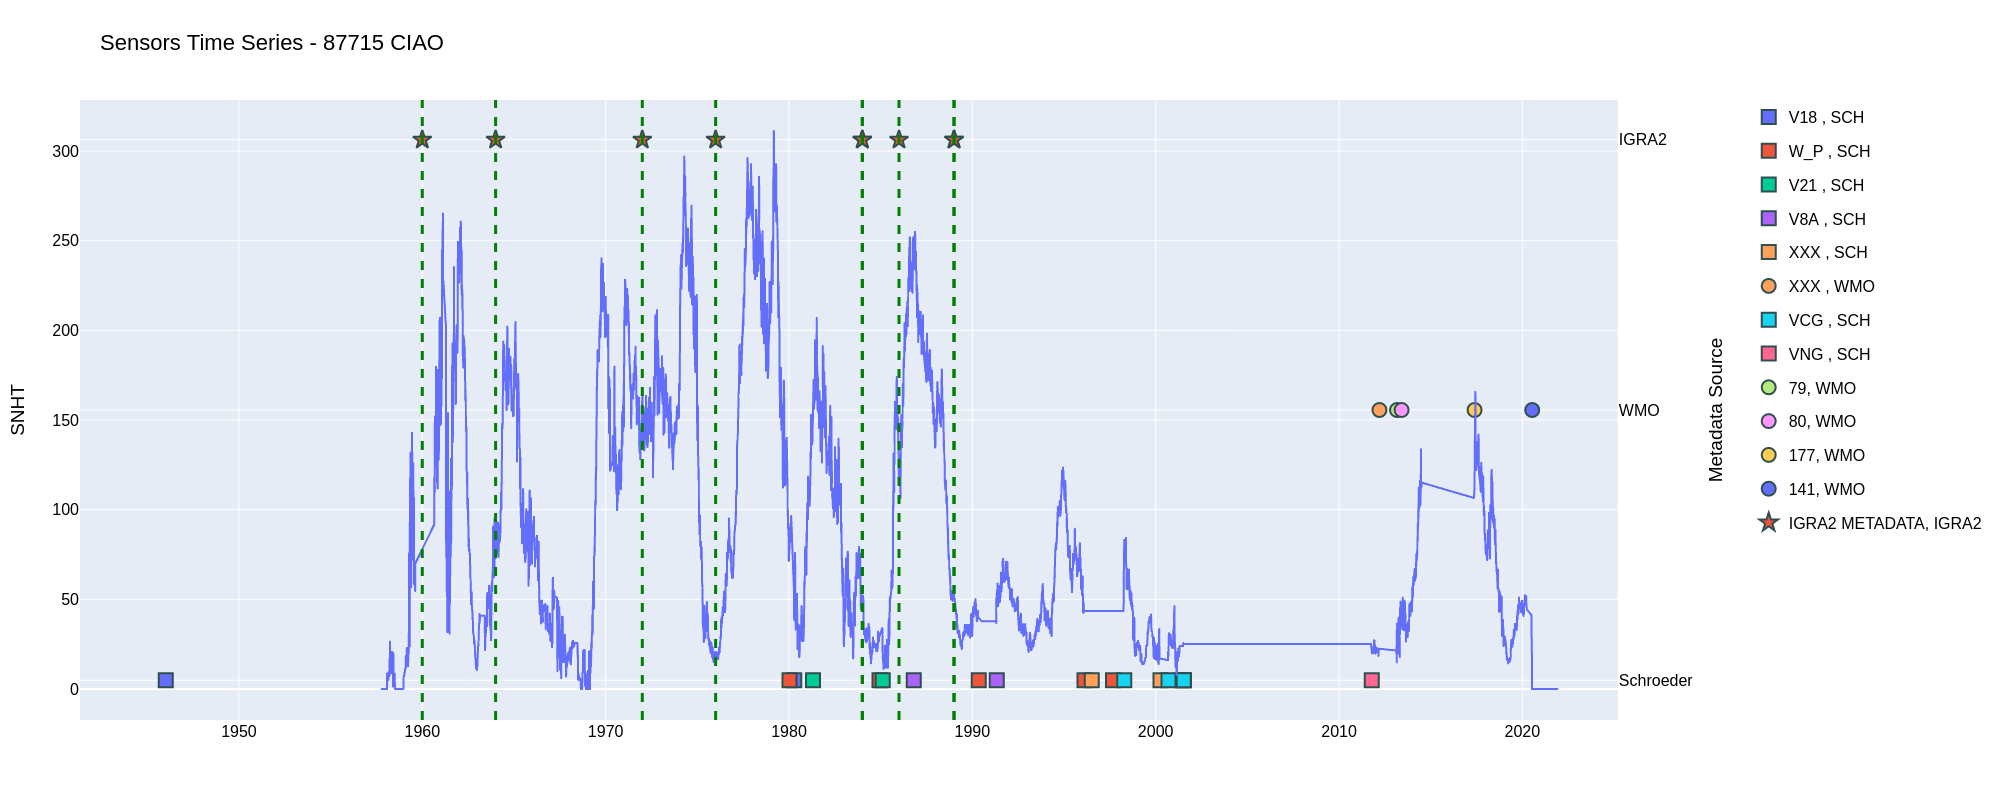 Sensors Time Series - 87715 CIAO
SNHT
300
250
200
150
100
50
0
1950
1960
1970
1980
1990
2000
2010
2020
IGRA2
WMO
Schroeder
Metadata Source
V18 , SCH
W_P , SCH
V21 , SCH
V8A , SCH
XXX , SCH
XXX , WMO
VCG , SCH
VNG , SCH
79, WMO
80, WMO
177, WMO
141, WMO
IGRA2 METADATA, IGRA2